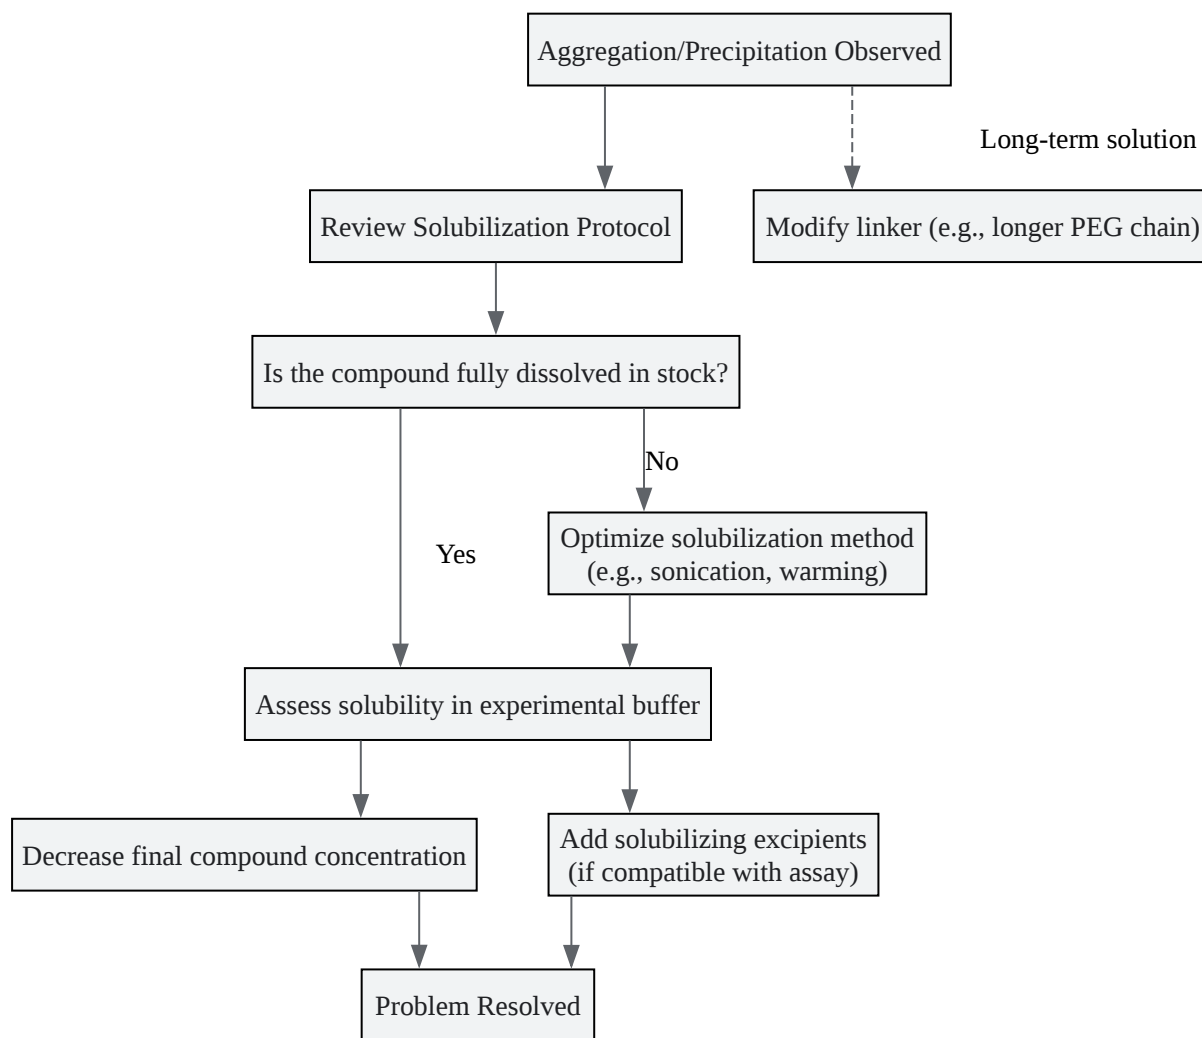 Aggregation/Precipitation Observed
Long-term solution
Review Solubilization Protocol
Modify linker (e.g., longer PEG chain)
Is the compound fully dissolved in stock?
No
Optimize solubilization method
(e.g., sonication, warming)
Yes
Assess solubility in experimental buffer
Decrease final compound concentration
Add solubilizing excipients
(if compatible with assay)
Problem Resolved